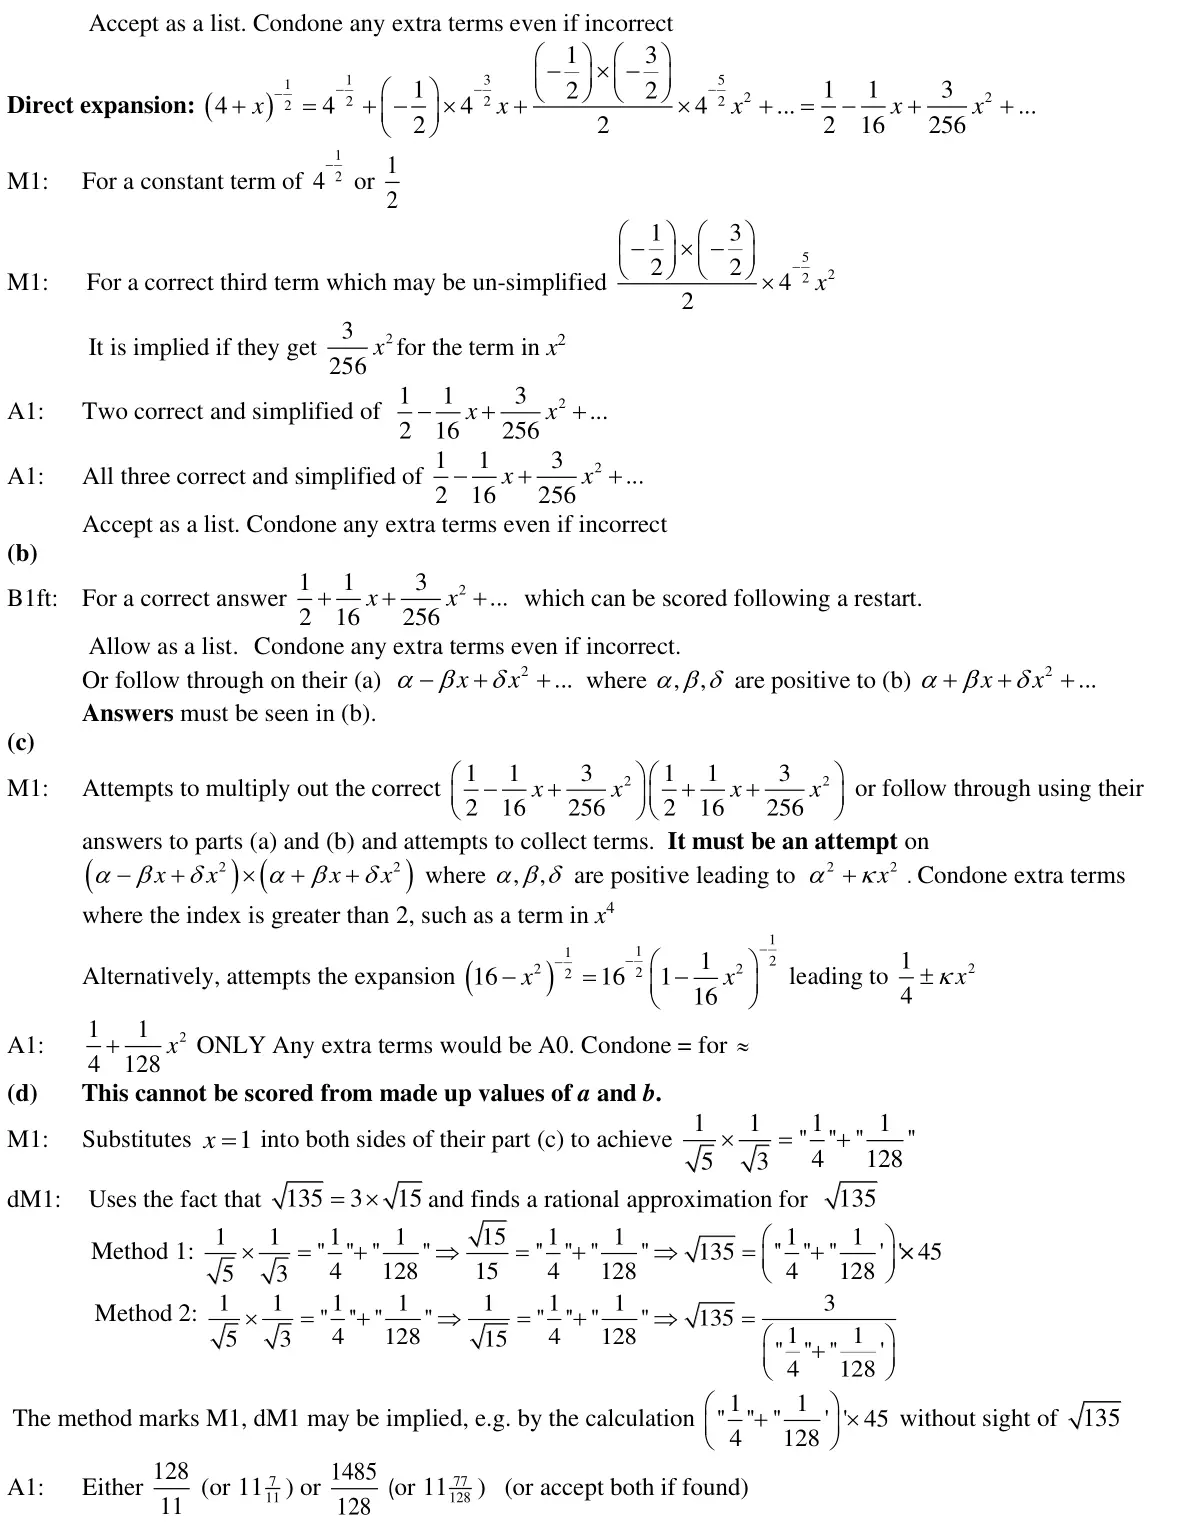 Accept as a list. Condone any extra terms even if incorrect
Direct expansion: (4 + x)^{-1/2} = 4^{-1/2} + (-1/2) × 4^{-3/2} x + \frac{(-1/2) × (-3/2)}{2} × 4^{-5/2} x^2 + ... = 1/2 - 1/16 x + 3/256 x^2 + ...
M1: For a constant term of 4^{-1/2} or 1/2
M1: For a correct third term which may be un-simplified \frac{(-1/2) × (-3/2)}{2} × 4^{-5/2} x^2
It is implied if they get 3/256 x^2 for the term in x^2
A1: Two correct and simplified of 1/2 - 1/16 x + 3/256 x^2 + ...
A1: All three correct and simplified of 1/2 - 1/16 x + 3/256 x^2 + ...
Accept as a list. Condone any extra terms even if incorrect
(b)
B1ft: For a correct answer 1/2 + 1/16 x + 3/256 x^2 + ... which can be scored following a restart.
Allow as a list. Condone any extra terms even if incorrect.
Or follow through on their (a) α - βx + δx^2 + ... where α, β, δ are positive to (b) α + βx + δx^2 + ...
Answers must be seen in (b).
(c)
M1: Attempts to multiply out the correct (1/2 - 1/16 x + 3/256 x^2)(1/2 + 1/16 x + 3/256 x^2) or follow through using their
answers to parts (a) and (b) and attempts to collect terms. It must be an attempt on
(α - βx + δx^2) × (α + βx + δx^2) where α, β, δ are positive leading to α^2 + κx^2 . Condone extra terms
where the index is greater than 2, such as a term in x^4
Alternatively, attempts the expansion (16 - x^2)^{-1/2} = 16^{-1/2} (1 - 1/16 x^2)^{-1/2} leading to 1/4 ± κx^2
A1: 1/4 + 1/128 x^2 ONLY Any extra terms would be A0. Condone = for ≈
(d) This cannot be scored from made up values of a and b.
M1: Substitutes x = 1 into both sides of their part (c) to achieve 1/√5 × 1/√3 = "1/4" + "1/128"
dM1: Uses the fact that √135 = 3 × √15 and finds a rational approximation for √135
Method 1: 1/√5 × 1/√3 = "1/4" + "1/128" ⇒ √15/15 = "1/4" + "1/128" ⇒ √135 = ("1/4" + "1/128')'× 45
Method 2: 1/√5 × 1/√3 = "1/4" + "1/128" ⇒ 1/√15 = "1/4" + "1/128" ⇒ √135 = \frac{3}{("1/4" + "1/128')}
The method marks M1, dM1 may be implied, e.g. by the calculation ("1/4" + "1/128')'× 45 without sight of √135
A1: Either 128/11 (or 11 7/11) or 1485/128 (or 11 77/128) (or accept both if found)